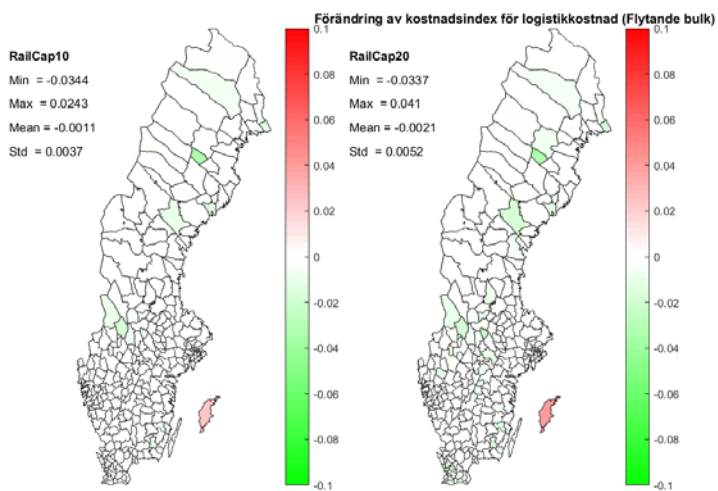 Förändring av kostnadsindex för logistikkostnad (Flytande bulk)
RailCap10
Min = -0.0344
Max = 0.0243
Mean = -0.0011
Std = 0.0037
0.1
0.08
0.06
0.04
0.02
0
-0.02
-0.04
-0.06
-0.08
-0.1
RailCap20
Min = -0.0337
Max = 0.041
Mean = -0.0021
Std = 0.0052
0.1
0.08
0.06
0.04
0.02
0
-0.02
-0.04
-0.06
-0.08
-0.1